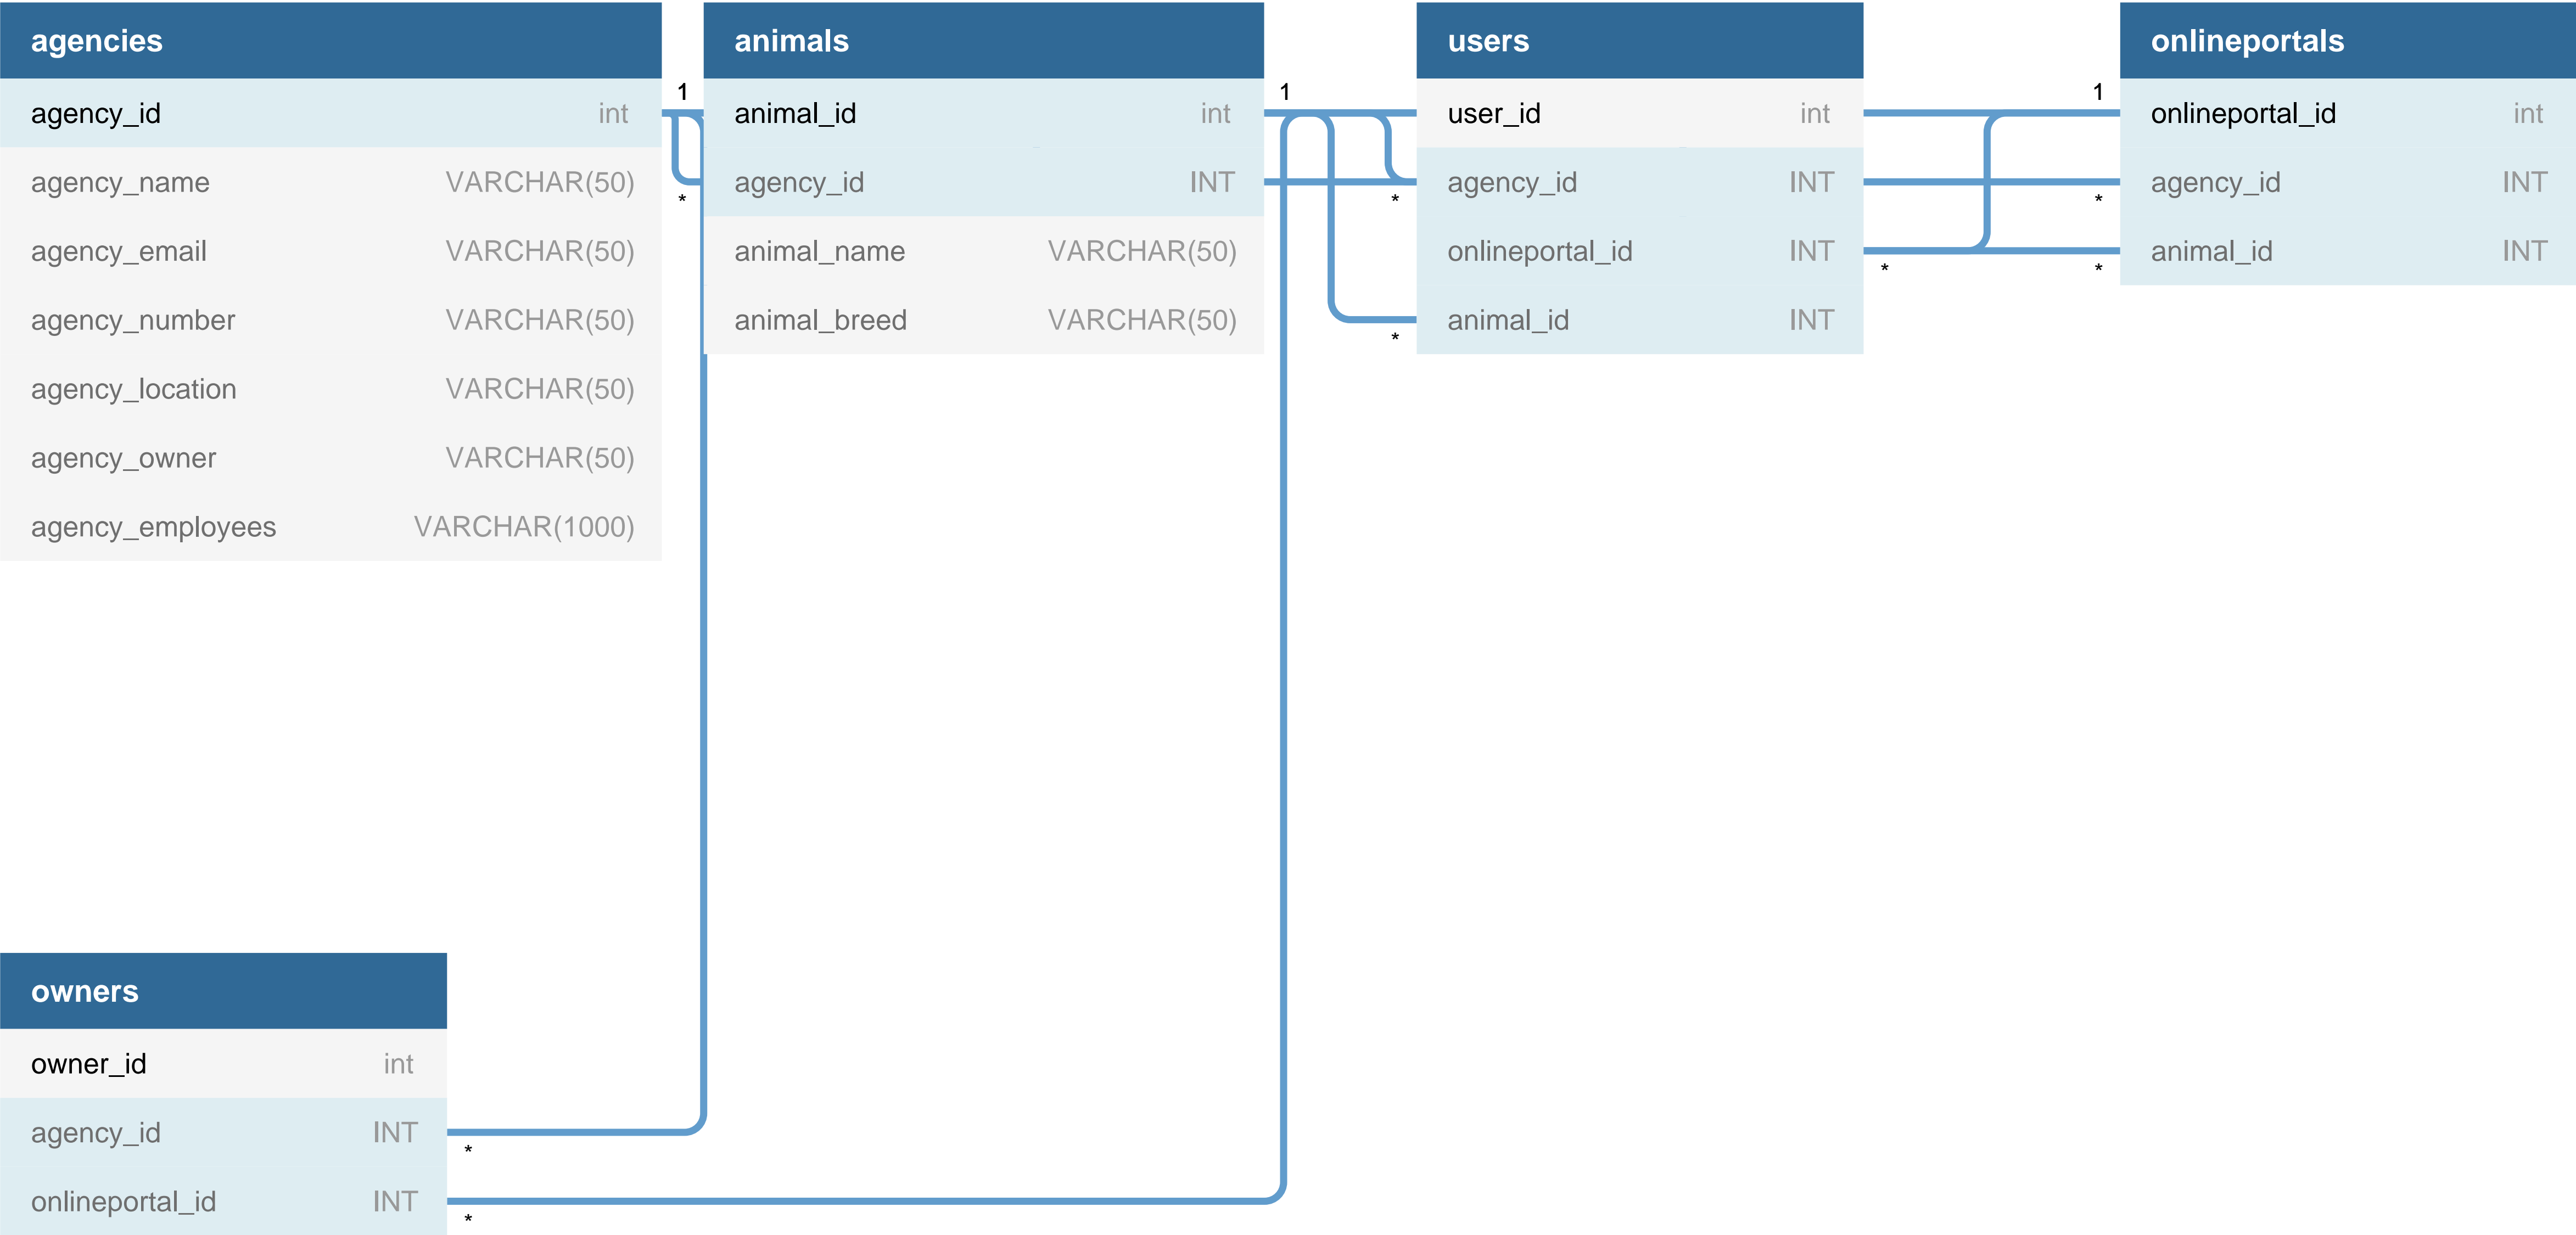 agencies
agency_id int
agency_name VARCHAR(50)
agency_email VARCHAR(50)
agency_number VARCHAR(50)
agency_location VARCHAR(50)
agency_owner VARCHAR(50)
agency_employees VARCHAR(1000)
1
*
animals
animal_id int
agency_id INT
animal_name VARCHAR(50)
animal_breed VARCHAR(50)
1
*
*
users
user_id int
agency_id INT
onlineportal_id INT
animal_id INT
*
1
*
*
onlineportals
onlineportal_id int
agency_id INT
animal_id INT
owners
owner_id int
agency_id INT
onlineportal_id INT
*
*